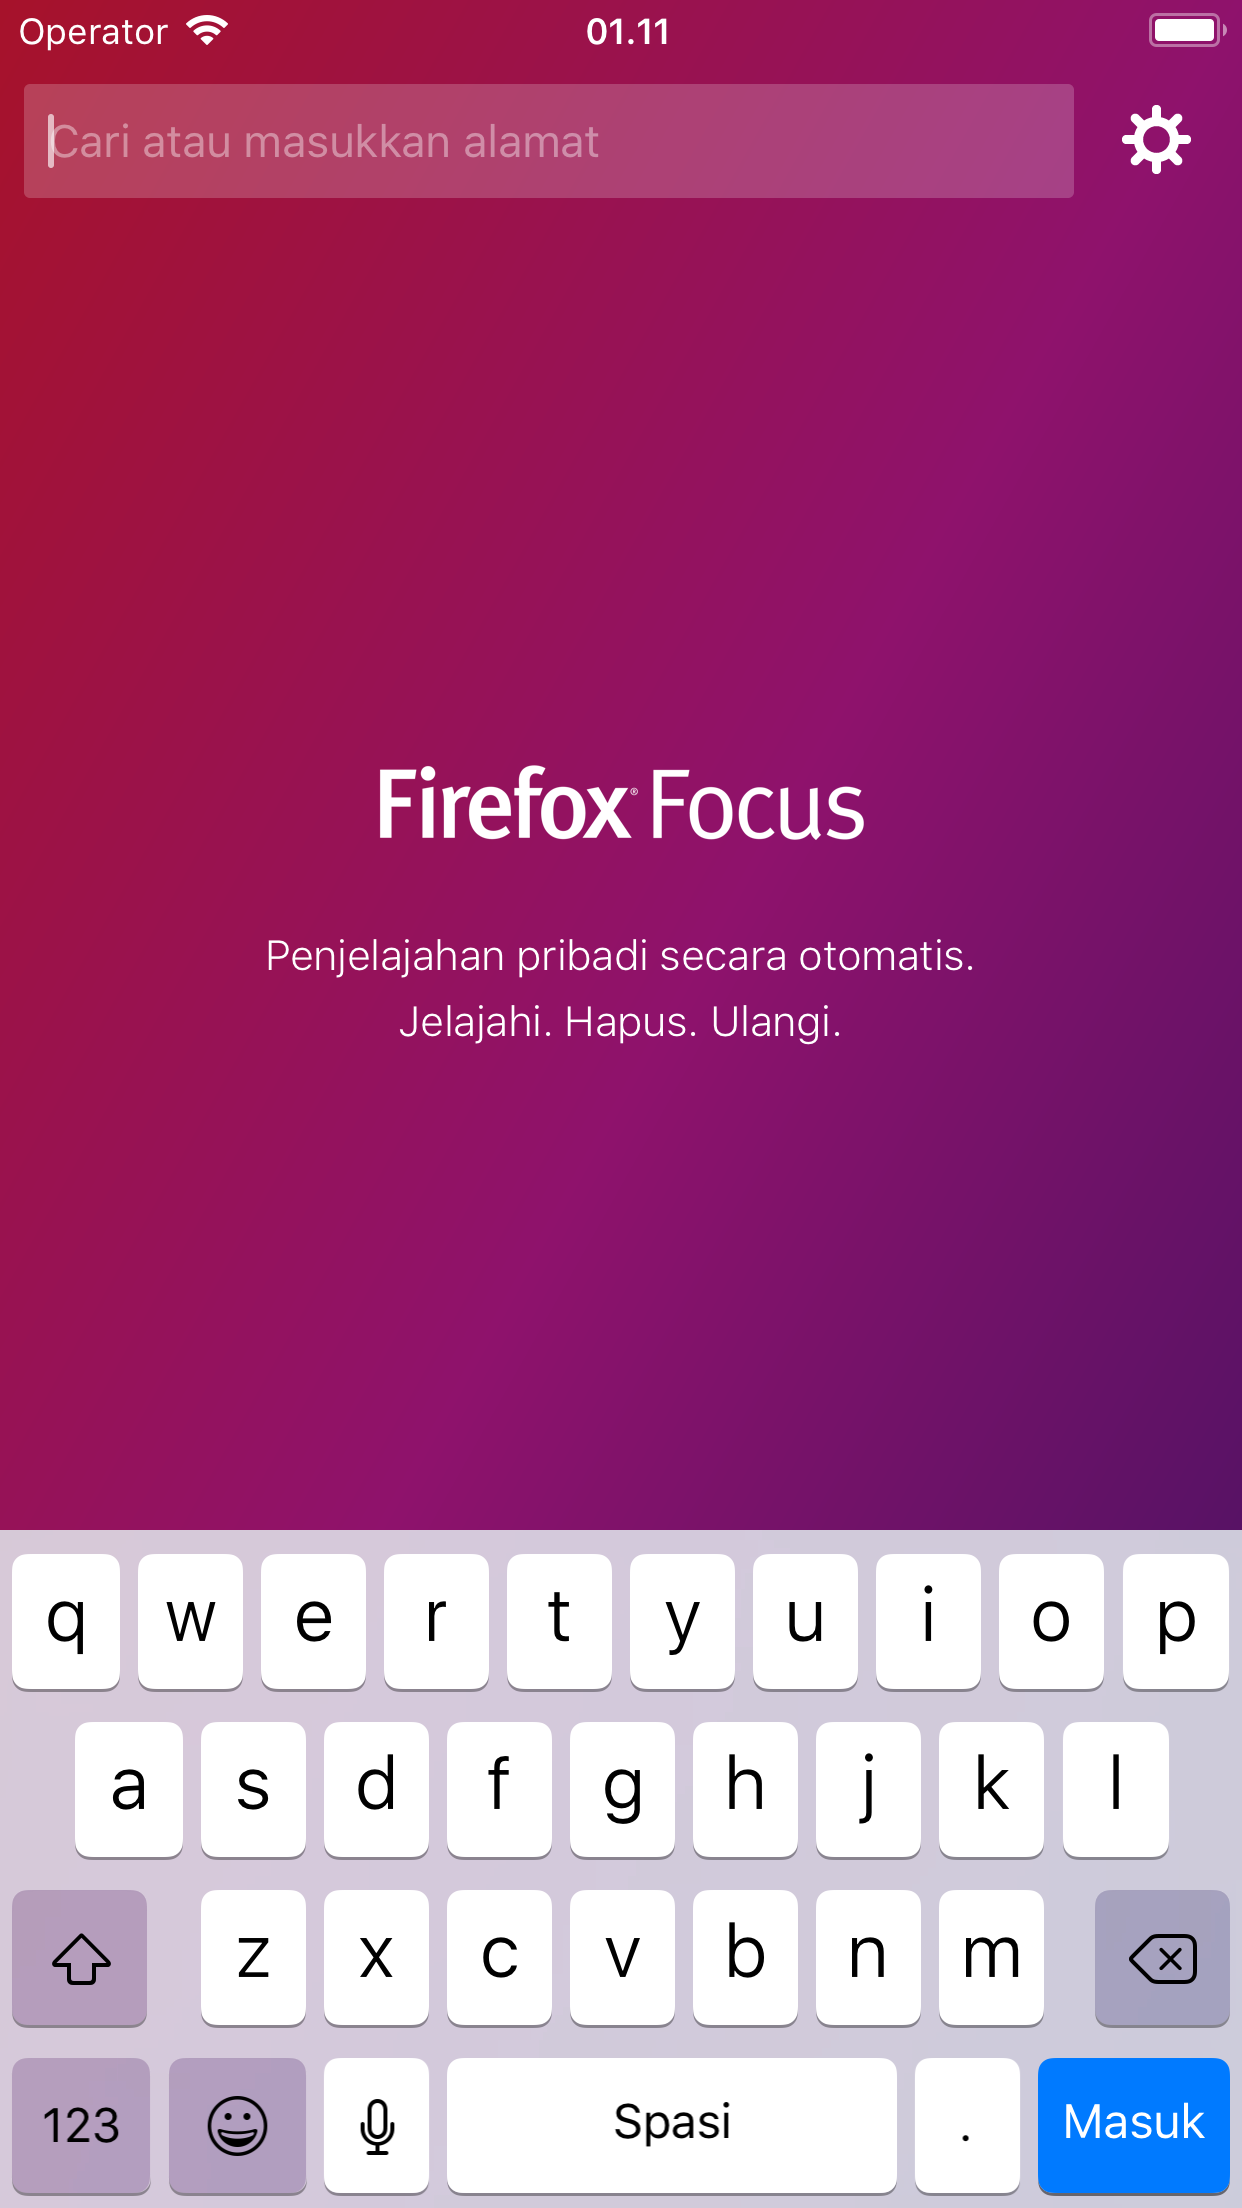 Operator 01.11
Cari atau masukkan alamat
Firefox® Focus
Penjelajahan pribadi secara otomatis.
Jelajahi. Hapus. Ulangi.
q w e r t y u i o p
a s d f g h j k l
z x c v b n m
123 Spasi . Masuk